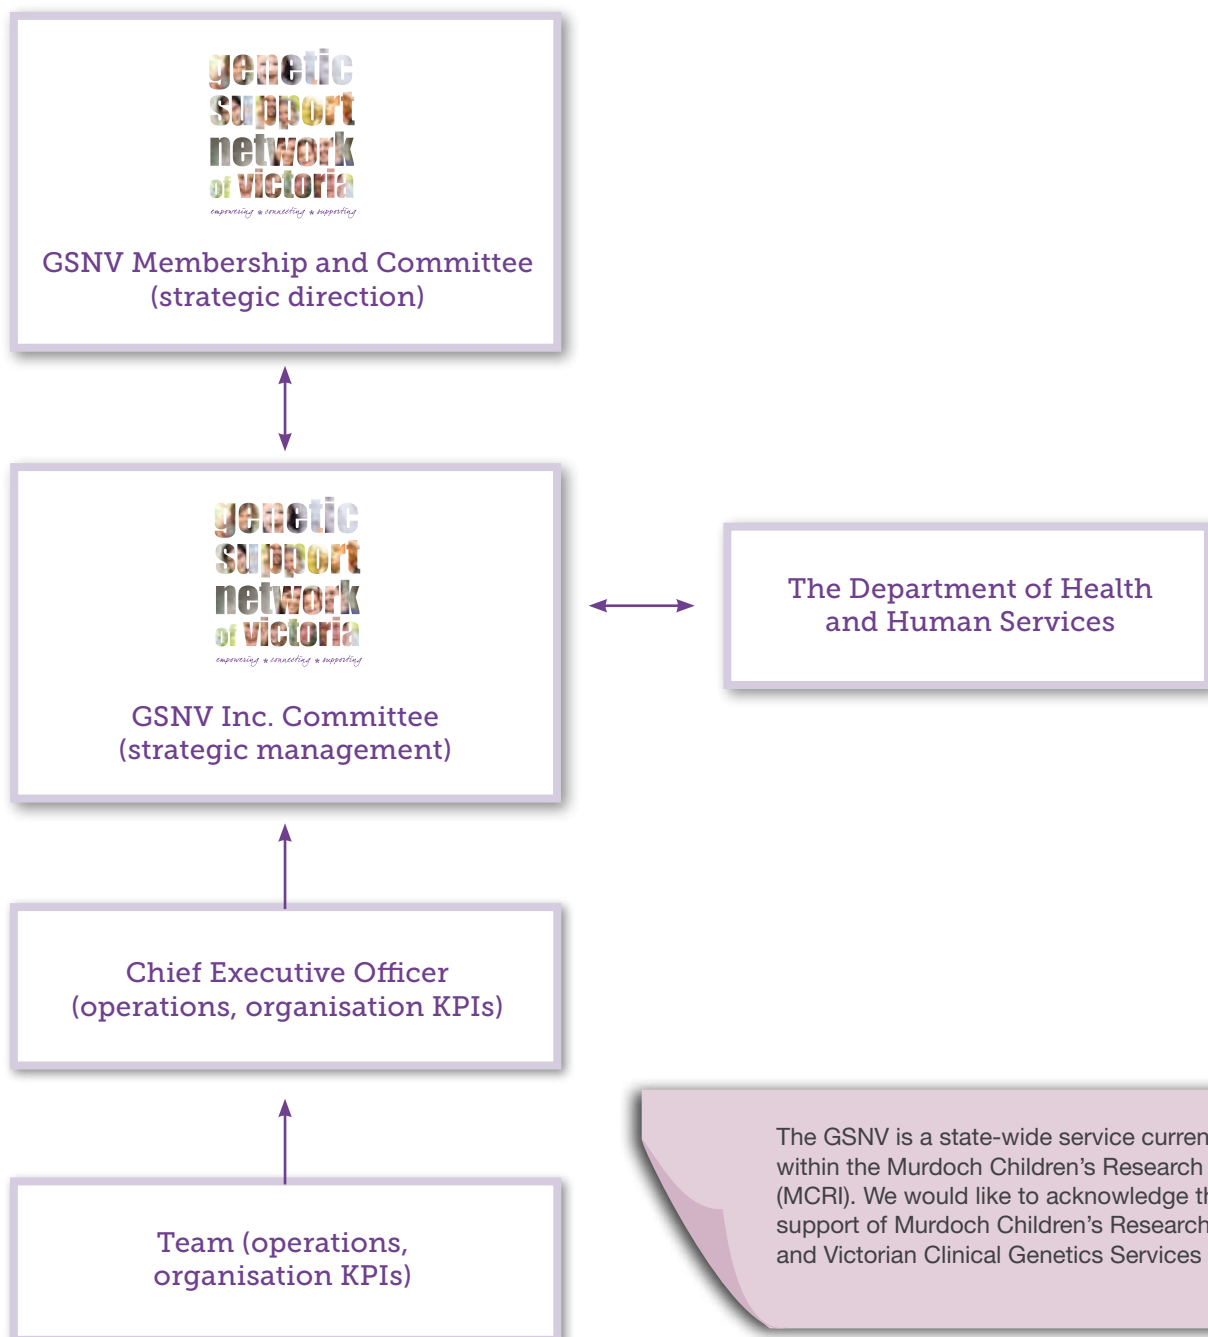 genetic
support
network
of victoria
empowering * connecting * supporting
GSNV Membership and Committee
(strategic direction)
genetic
support
network
of victoria
empowering * connecting * supporting
GSNV Inc. Committee
(strategic management)
The Department of Health
and Human Services
Chief Executive Officer
(operations, organisation KPIs)
Team (operations,
organisation KPIs)
The GSNV is a state-wide service
within the Murdoch Children’s Research
(MCRI). We would like to acknowledge
support of Murdoch Children’s Research
and Victorian Clinical Genetics Services